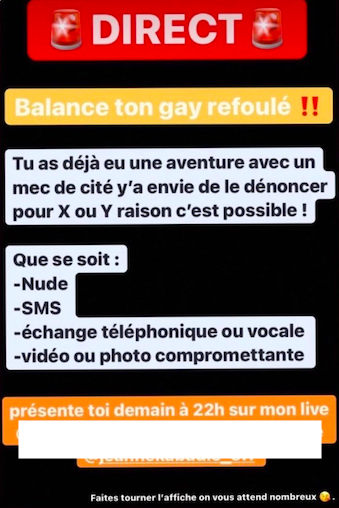 🚨 DIRECT 🚨
Balance ton gay refoulé ‼️
Tu as déjà eu une aventure avec un
mec de cité y’a envie de le dénoncer
pour X ou Y raison c’est possible !
Que se soit :
-Nude
-SMS
-échange téléphonique ou vocale
-vidéo ou photo compromettante
présente toi demain à 22h sur mon live
Faites tourner l’affiche on vous attend nombreux 😘.